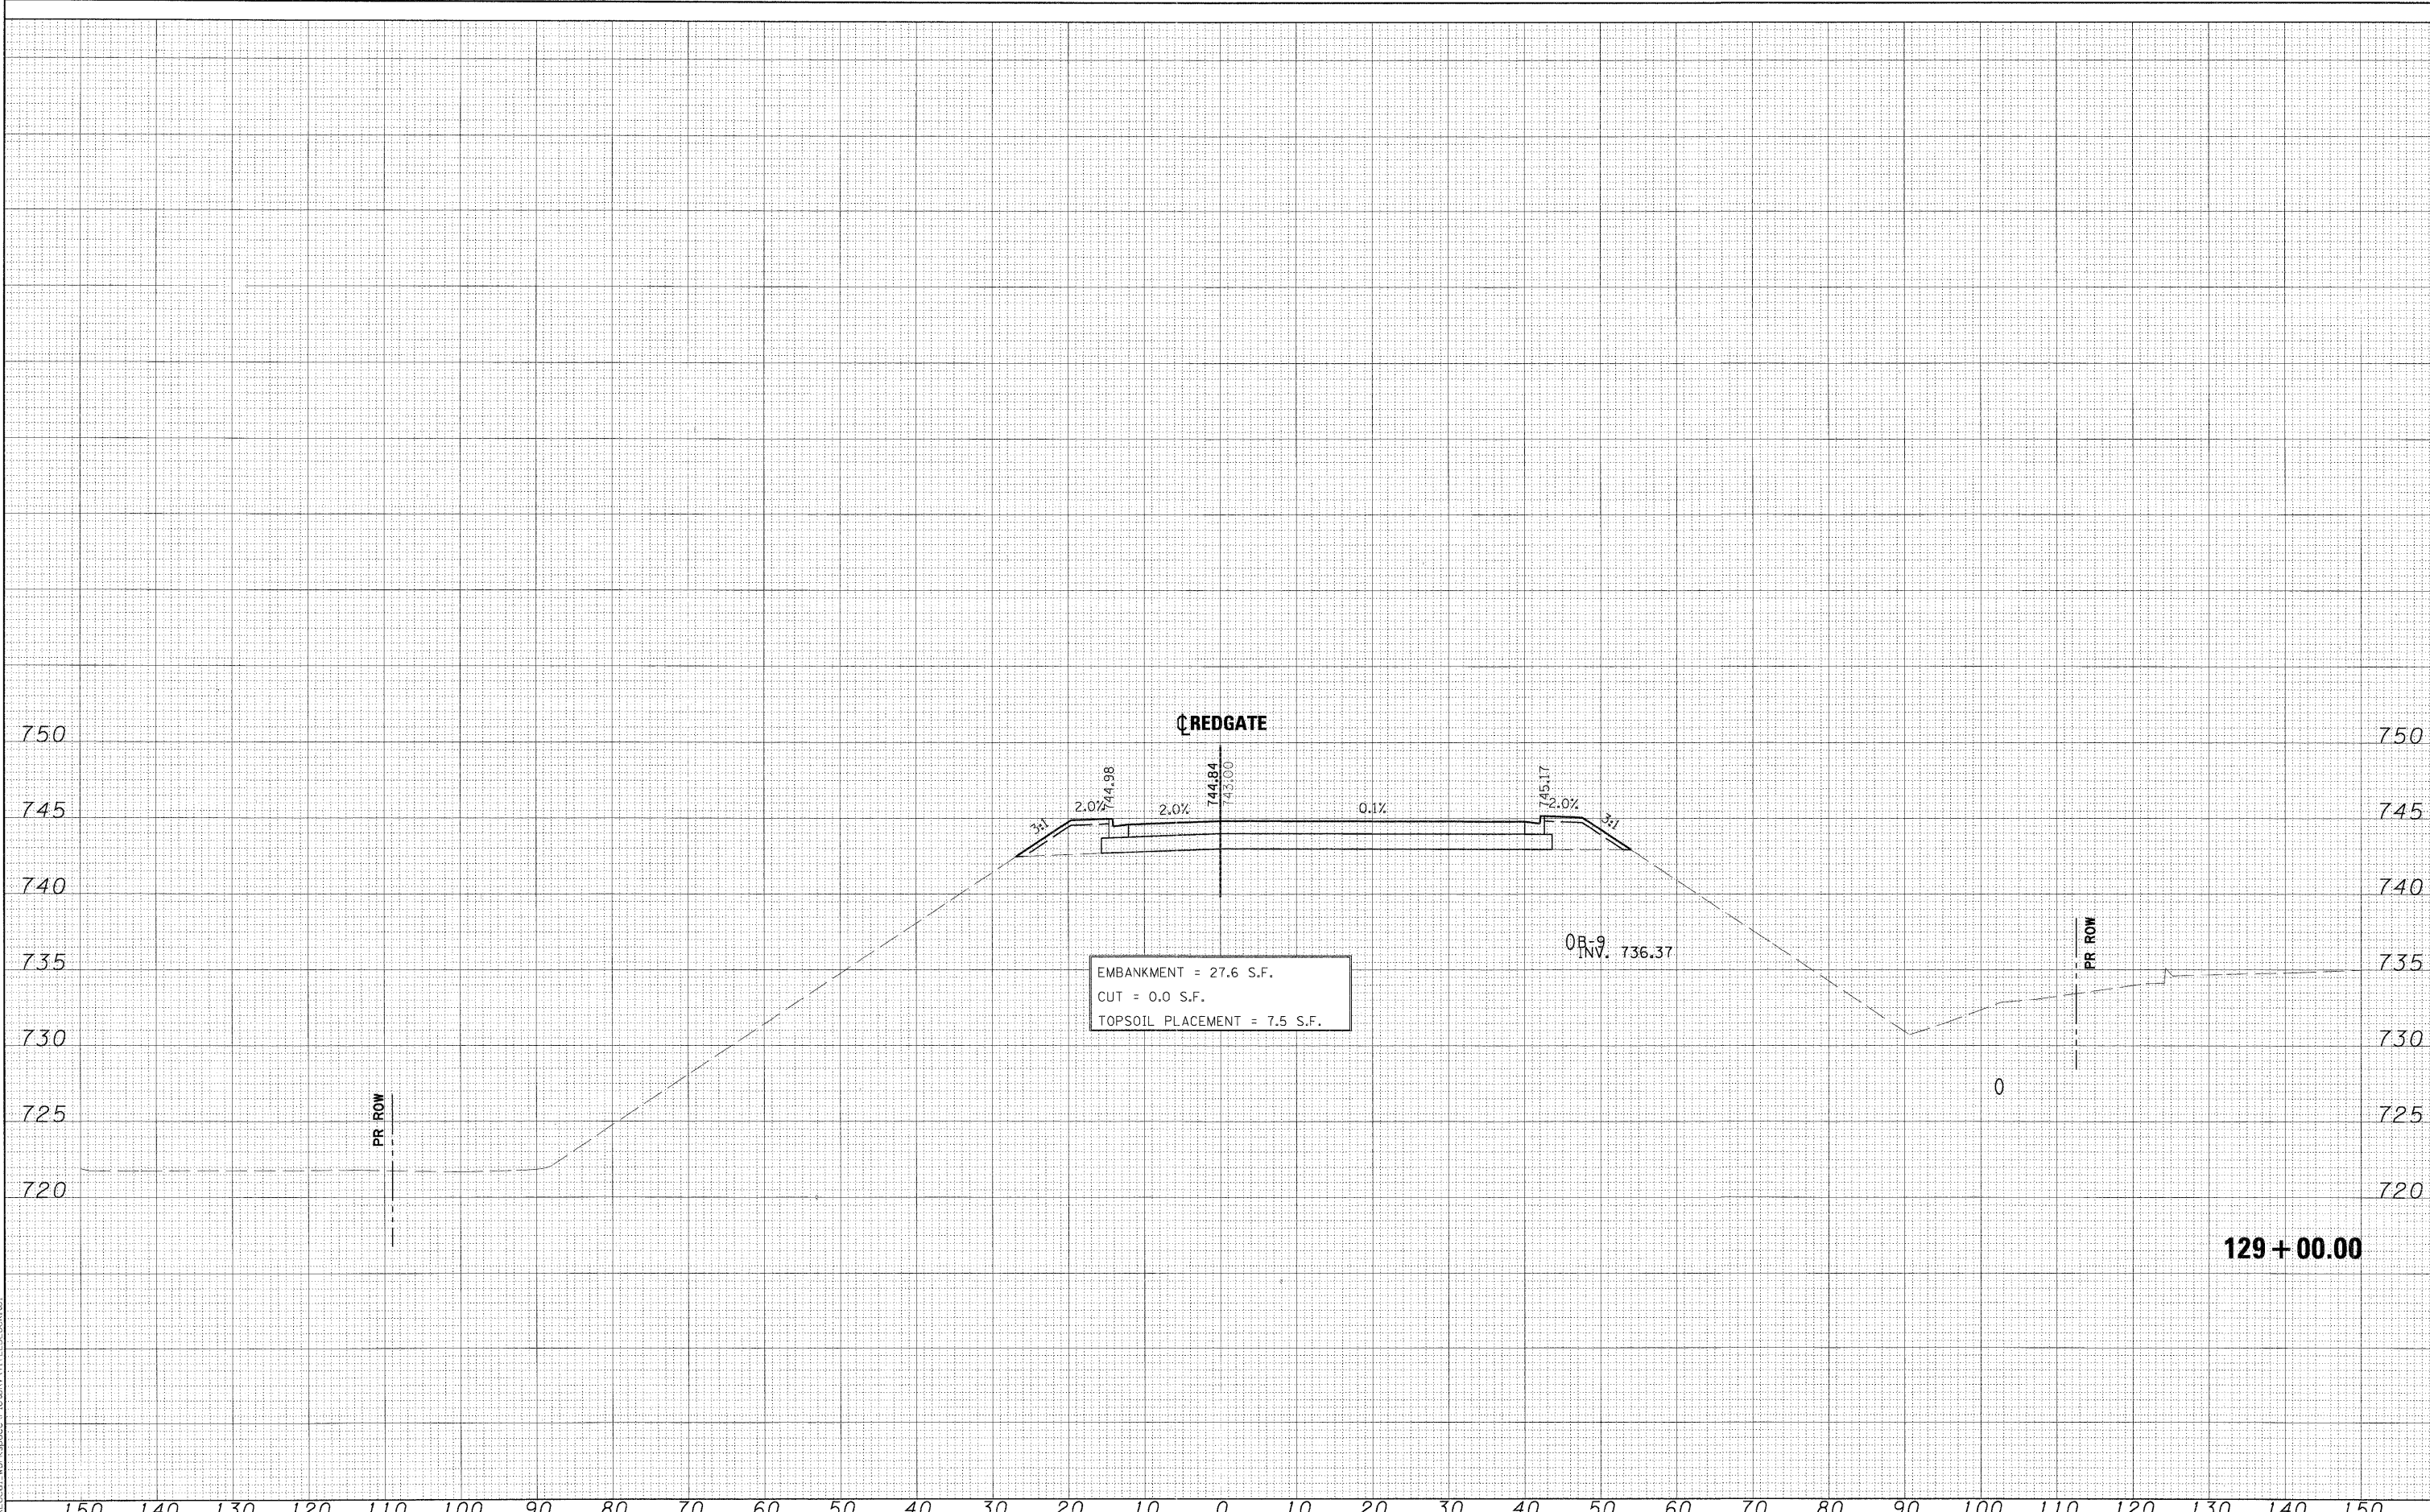 ℄ REDGATE
750 750
744.98 744.84 743.00 745.17
745 2.0% 2.0% 0.1% 2.0% 745
3:1 3:1
740 740
0B-9
INV. 736.37
PR ROW
735 735
EMBANKMENT = 27.6 S.F.
CUT = 0.0 S.F.
TOPSOIL PLACEMENT = 7.5 S.F.
730 730
0
PR ROW
725 725
720 720
129+00.00
150 140 130 120 110 100 90 80 70 60 50 40 30 20 10 0 10 20 30 40 50 60 70 80 90 100 110 120 130 140 150